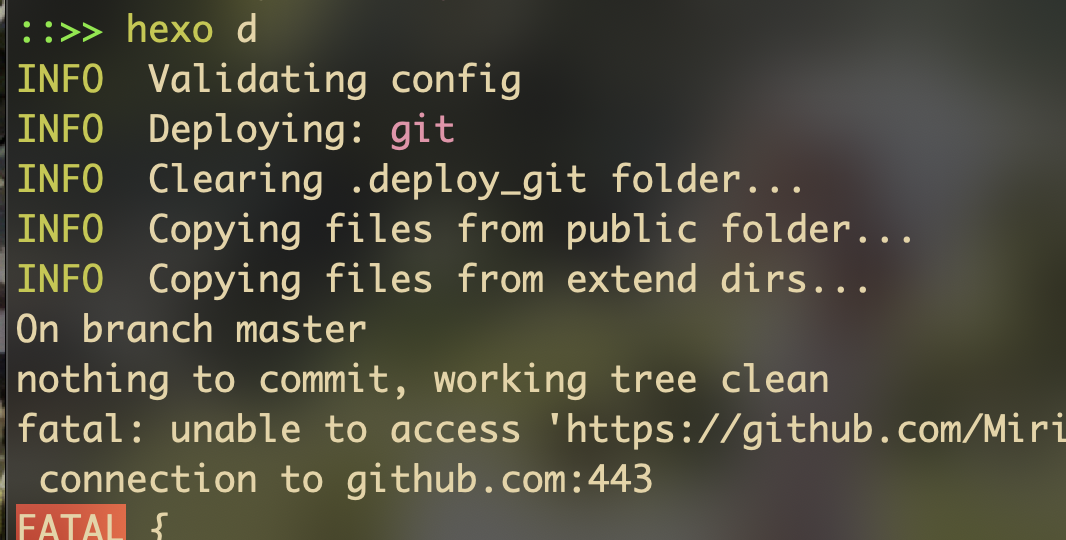 ::>> hexo d
INFO  Validating config
INFO  Deploying: git
INFO  Clearing .deploy_git folder...
INFO  Copying files from public folder...
INFO  Copying files from extend dirs...
On branch master
nothing to commit, working tree clean
fatal: unable to access 'https://github.com/Miri
 connection to github.com:443
FATAL {